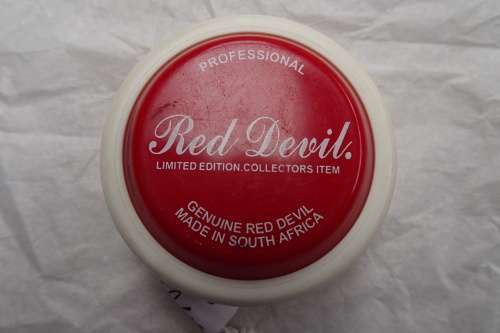 PROFESSIONAL
Red Devil.
LIMITED EDITION.COLLECTORS ITEM
GENUINE RED DEVIL
MADE IN SOUTH AFRICA